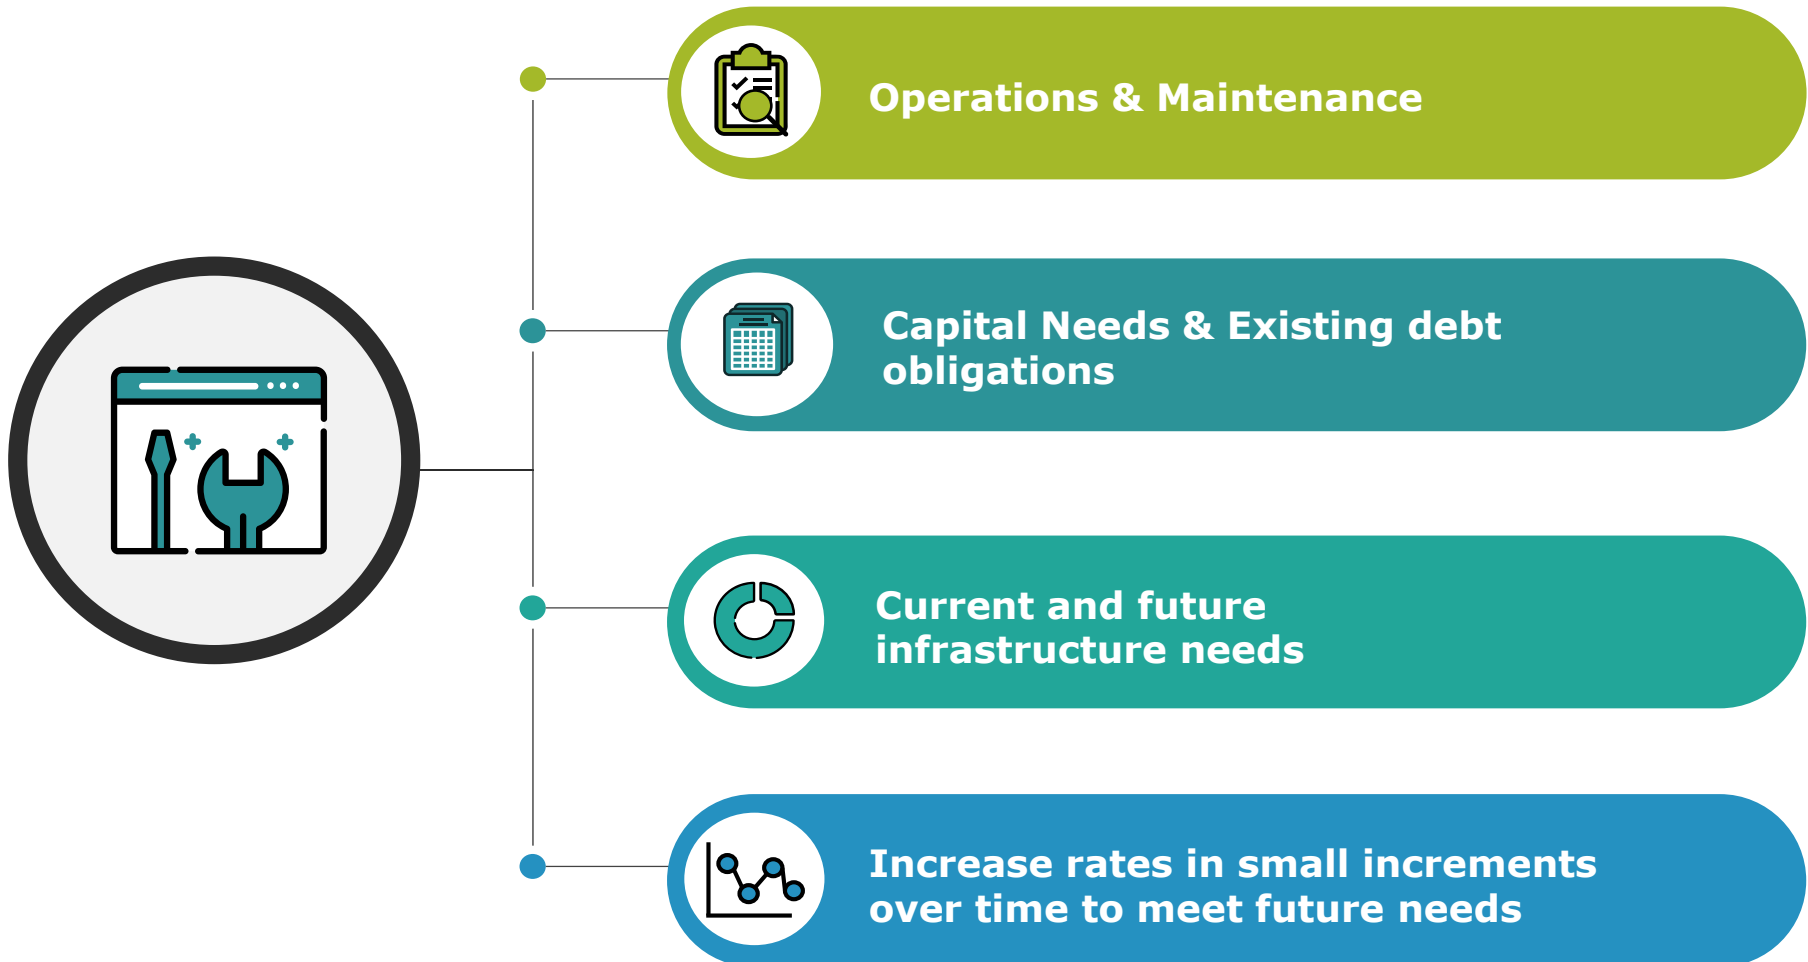 Operations & Maintenance
Capital Needs & Existing debt
obligations
Current and future
infrastructure needs
Increase rates in small increments
over time to meet future needs